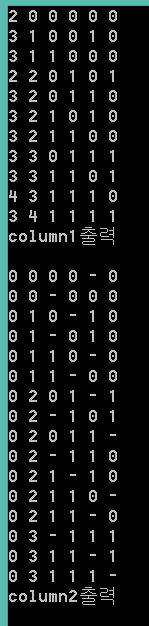 2 0 0 0 0 0
3 1 0 0 1 0
3 1 1 0 0 0
2 2 0 1 0 1
3 2 0 1 1 0
3 2 1 0 1 0
3 2 1 1 0 0
3 3 0 1 1 1
3 3 1 1 0 1
4 3 1 1 1 0
3 4 1 1 1 1
column1출력

0 0 0 0 - 0
0 0 - 0 0 0
0 1 0 - 1 0
0 1 - 0 1 0
0 1 1 0 - 0
0 1 1 - 0 0
0 2 0 1 - 1
0 2 - 1 0 1
0 2 0 1 1 -
0 2 - 1 1 0
0 2 1 - 1 0
0 2 1 1 0 -
0 2 1 1 - 0
0 3 - 1 1 1
0 3 1 1 - 1
0 3 1 1 1 -
column2출력